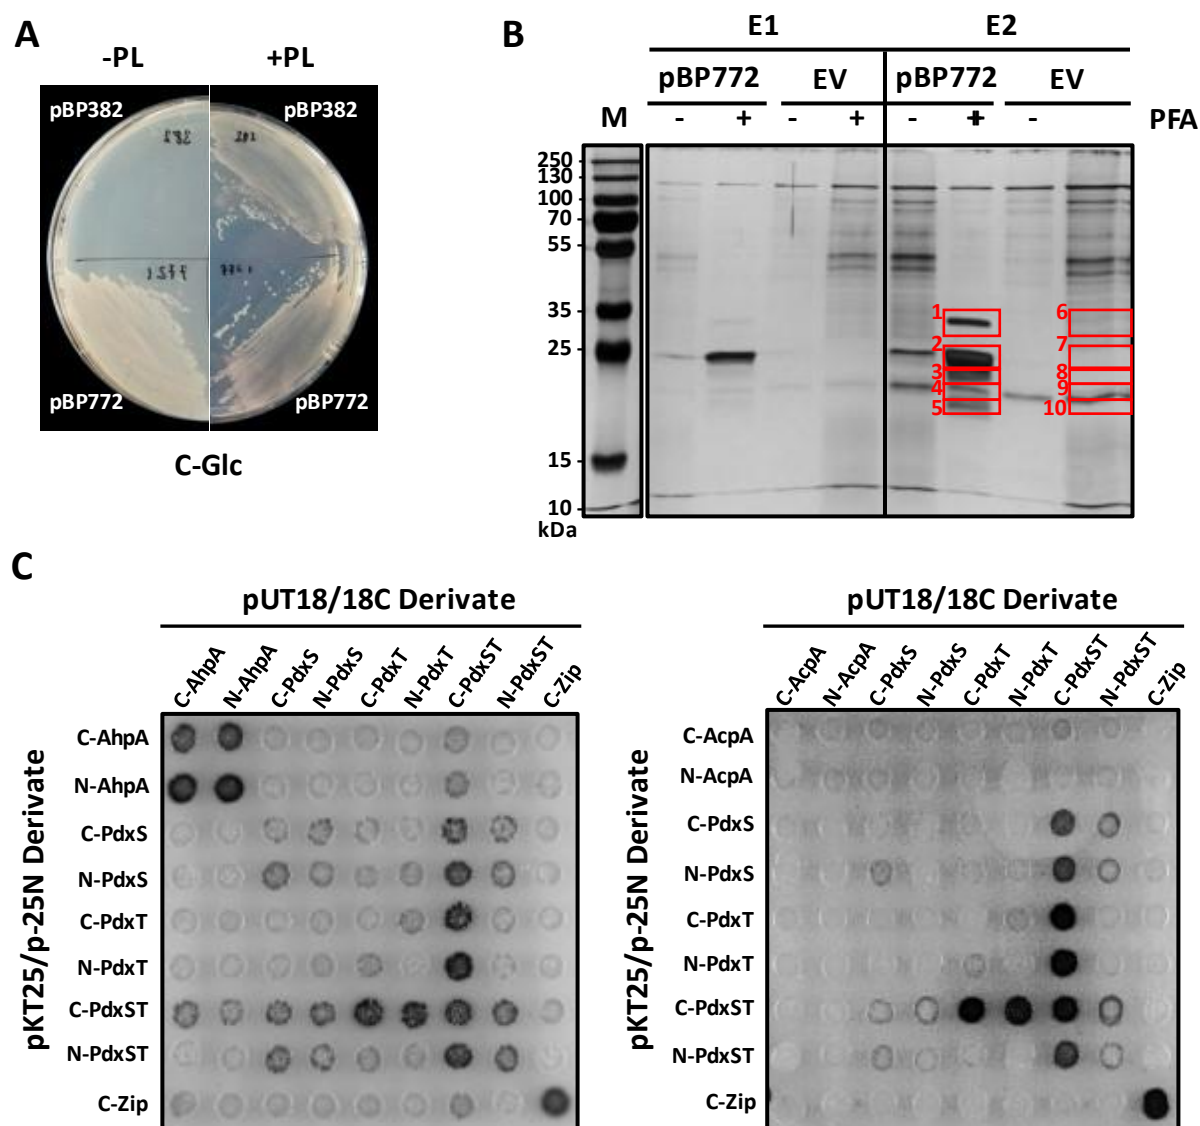 A
-PL
+PL
pBP382
pBP382
382
pBP772
pBP772
C-Glc
B
E1
E2
pBP772
EV
pBP772
EV
M
-
+
-
+
-
+
-
PFA
250
130
100
70
55
35
25
15
10
kDa
1
2
3
4
5
6
7
8
9
10
C
pUT18/18C Derivate
C-AhpA
N-AhpA
C-PdxS
N-PdxS
C-PdxT
N-PdxT
C-PdxST
N-PdxST
C-Zip
pKT25/p-25N Derivate
C-AhpA
N-AhpA
C-PdxS
N-PdxS
C-PdxT
N-PdxT
C-PdxST
N-PdxST
C-Zip
pUT18/18C Derivate
C-AcpA
N-AcpA
C-PdxS
N-PdxS
C-PdxT
N-PdxT
C-PdxST
N-PdxST
C-Zip
pKT25/p-25N Derivate
C-AcpA
N-AcpA
C-PdxS
N-PdxS
C-PdxT
N-PdxT
C-PdxST
N-PdxST
C-Zip